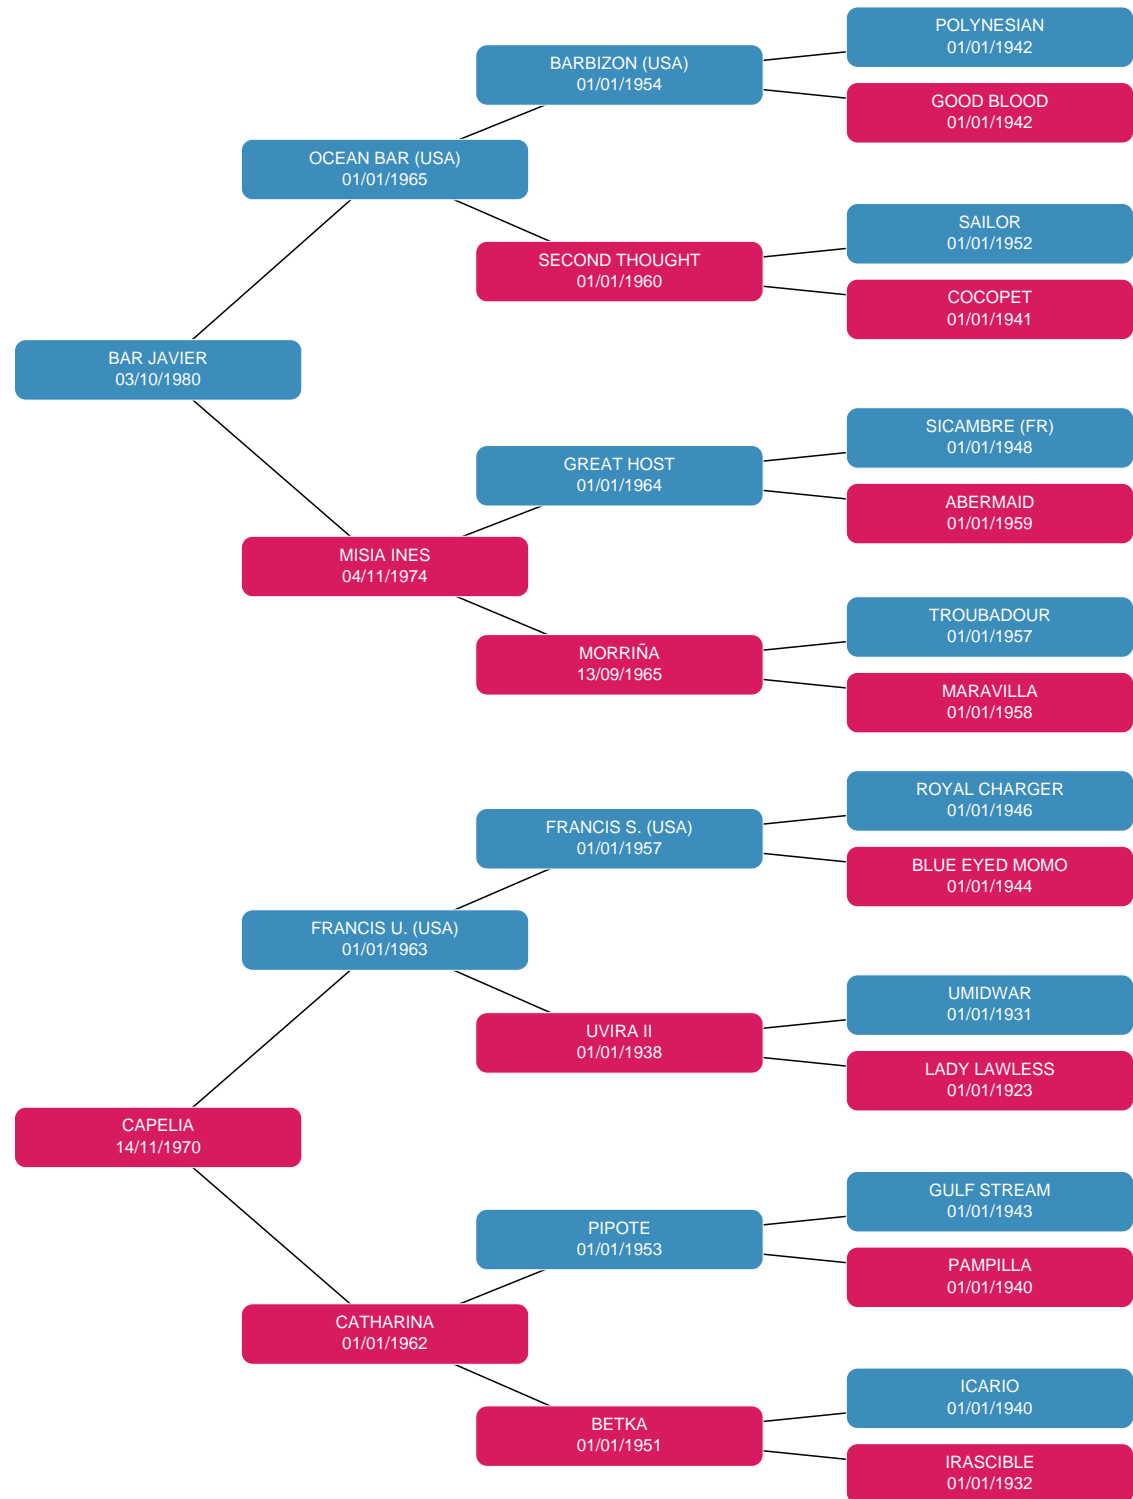 POLYNESIAN
01/01/1942
BARBIZON (USA)
01/01/1954
GOOD BLOOD
01/01/1942
OCEAN BAR (USA)
01/01/1965
SAILOR
01/01/1952
SECOND THOUGHT
01/01/1960
COCOPET
01/01/1941
BAR JAVIER
03/10/1980
SICAMBRE (FR)
01/01/1948
GREAT HOST
01/01/1964
ABERMAID
01/01/1959
MISIA INES
04/11/1974
TROUBADOUR
01/01/1957
MORRIÑA
13/09/1965
MARAVILLA
01/01/1958
ROYAL CHARGER
01/01/1946
FRANCIS S. (USA)
01/01/1957
BLUE EYED MOMO
01/01/1944
FRANCIS U. (USA)
01/01/1963
UMIDWAR
01/01/1931
UVIRA II
01/01/1938
LADY LAWLESS
01/01/1923
CAPELIA
14/11/1970
GULF STREAM
01/01/1943
PIPOTE
01/01/1953
PAMPILLA
01/01/1940
CATHARINA
01/01/1962
ICARIO
01/01/1940
BETKA
01/01/1951
IRASCIBLE
01/01/1932